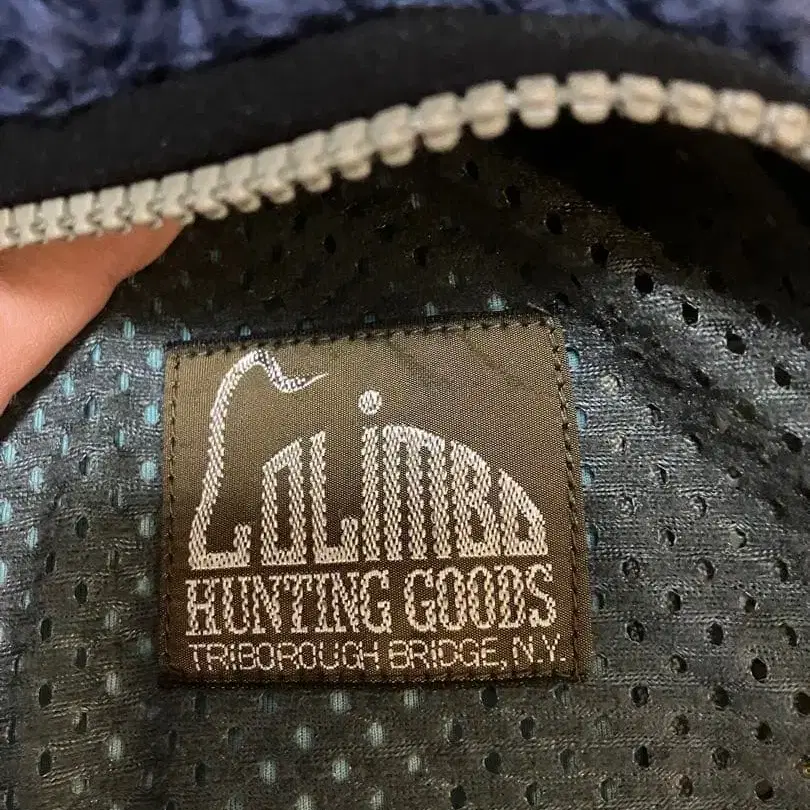 COLiMBO
HUNTING GOODS
TRiBOROUGH BRiDGE, N.Y.